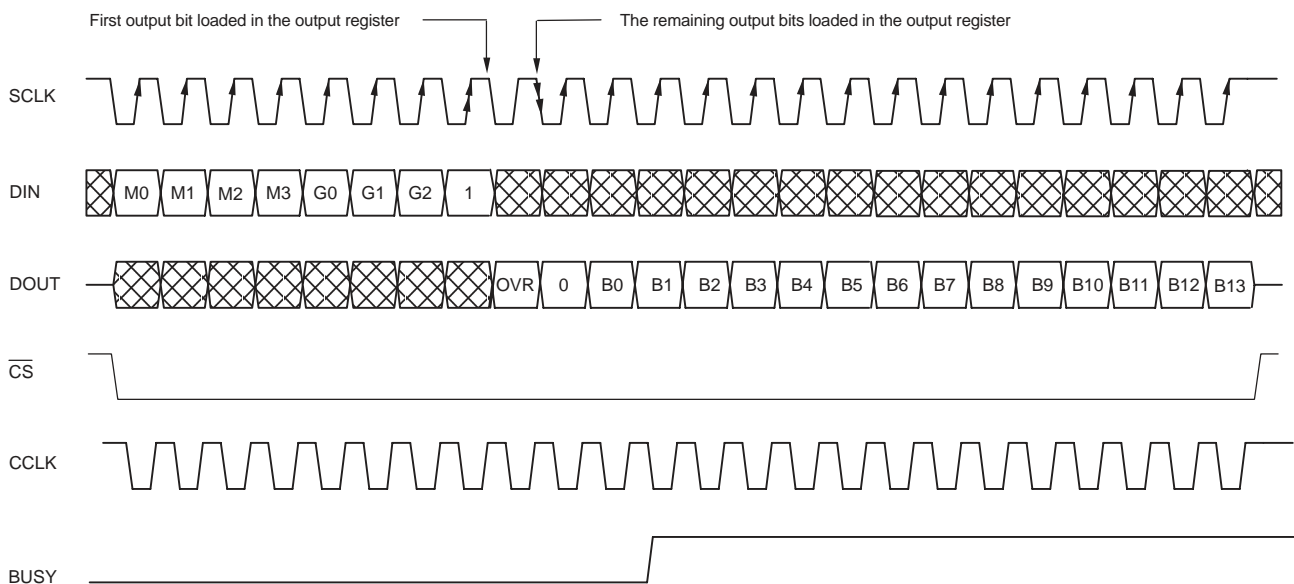 First output bit loaded in the output register The remaining output bits loaded in the output register
SCLK
DIN M0 M1 M2 M3 G0 G1 G2 1
DOUT OVR 0 B0 B1 B2 B3 B4 B5 B6 B7 B8 B9 B10 B11 B12 B13
CS
CCLK
BUSY